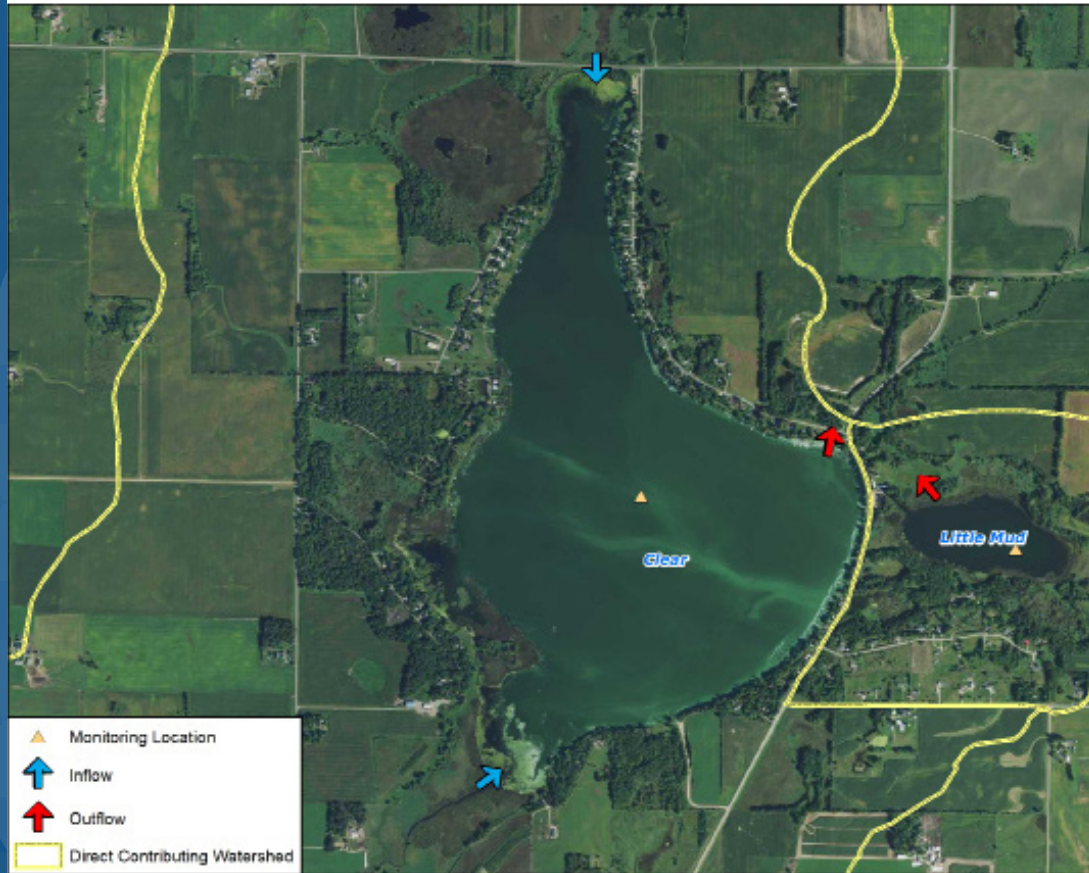 Clear
Little Mud
Monitoring Location
Inflow
Outflow
Direct Contributing Watershed